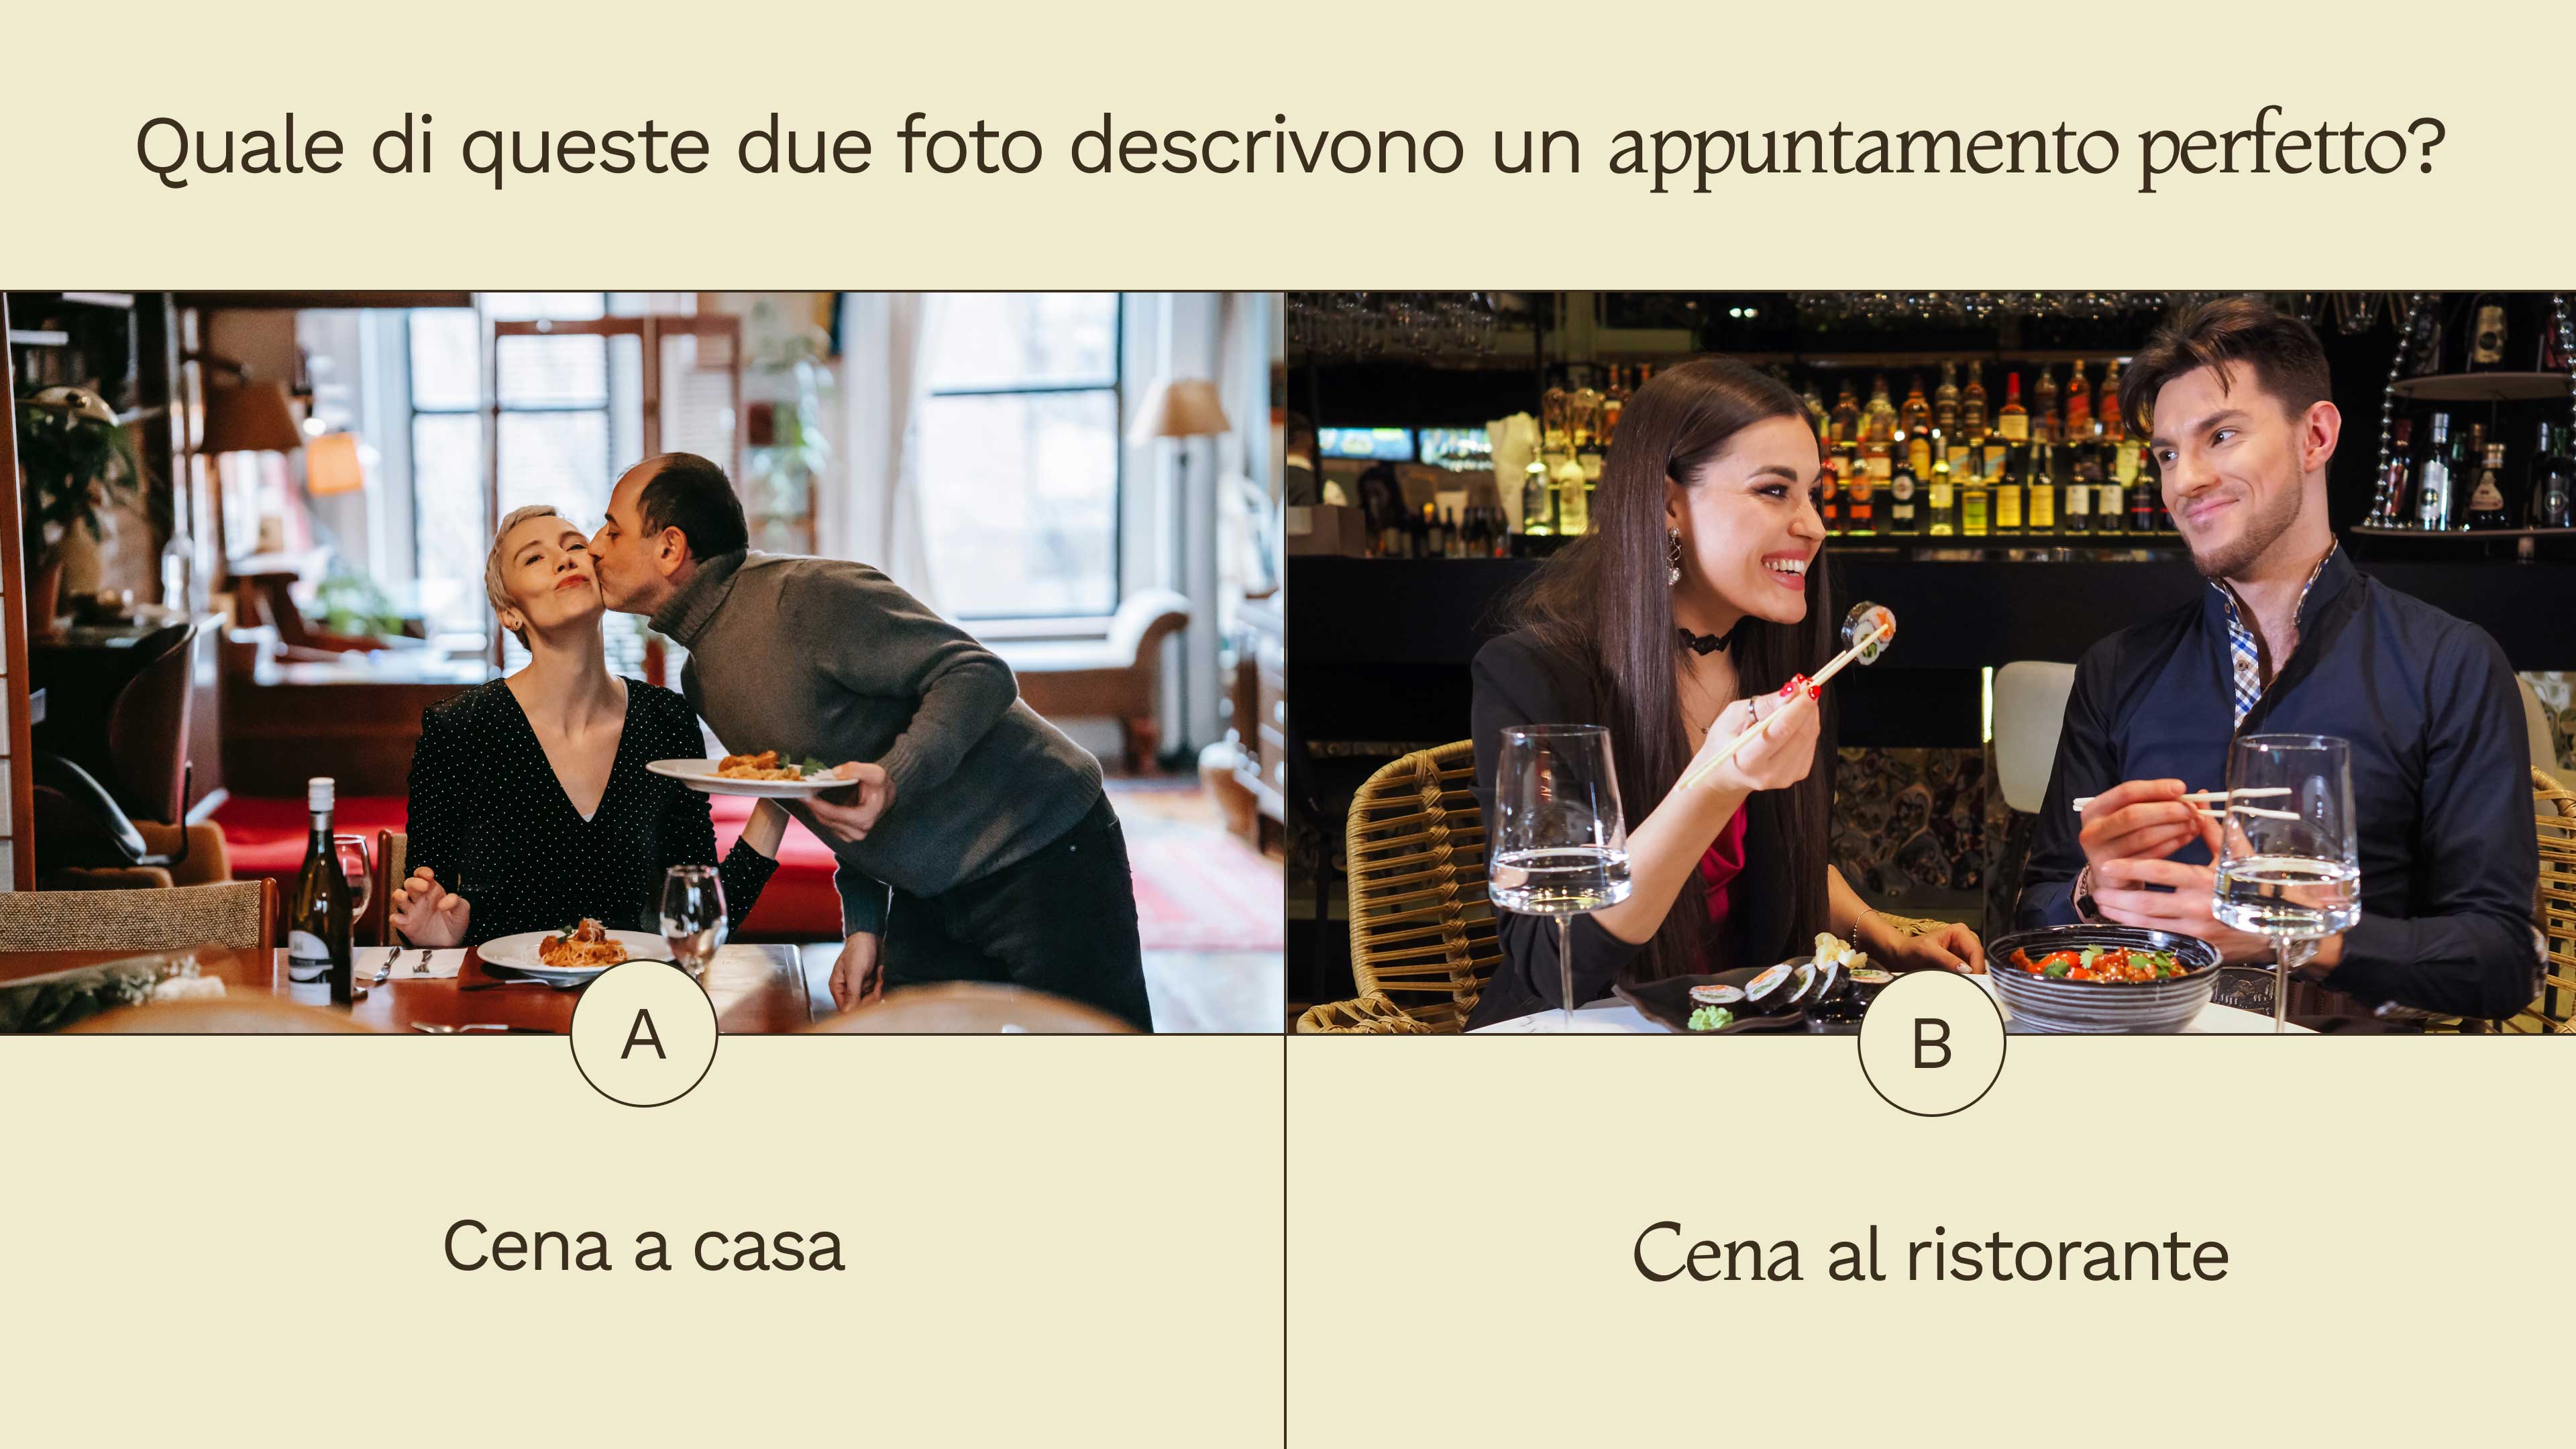 Quale di queste due foto descrivono un appuntamento perfetto?
A
B
Cena a casa
Cena al ristorante